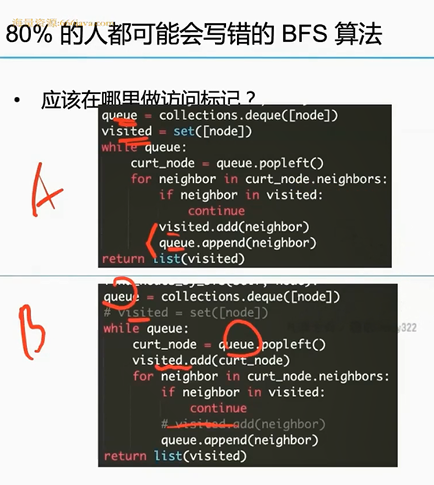 80% 的人都可能会写错的 BFS 算法
• 应该在哪里做访问标记？
A
queue = collections.deque([node])
visited = set([node])
while queue:
curt_node = queue.popleft()
for neighbor in curt_node.neighbors:
if neighbor in visited:
continue
visited.add(neighbor)
queue.append(neighbor)
return list(visited)
B
queue = collections.deque([node])
# visited = set([node])
while queue:
curt_node = queue.popleft()
visited.add(curt_node)
for neighbor in curt_node.neighbors:
if neighbor in visited:
continue
# visited.add(neighbor)
queue.append(neighbor)
return list(visited)